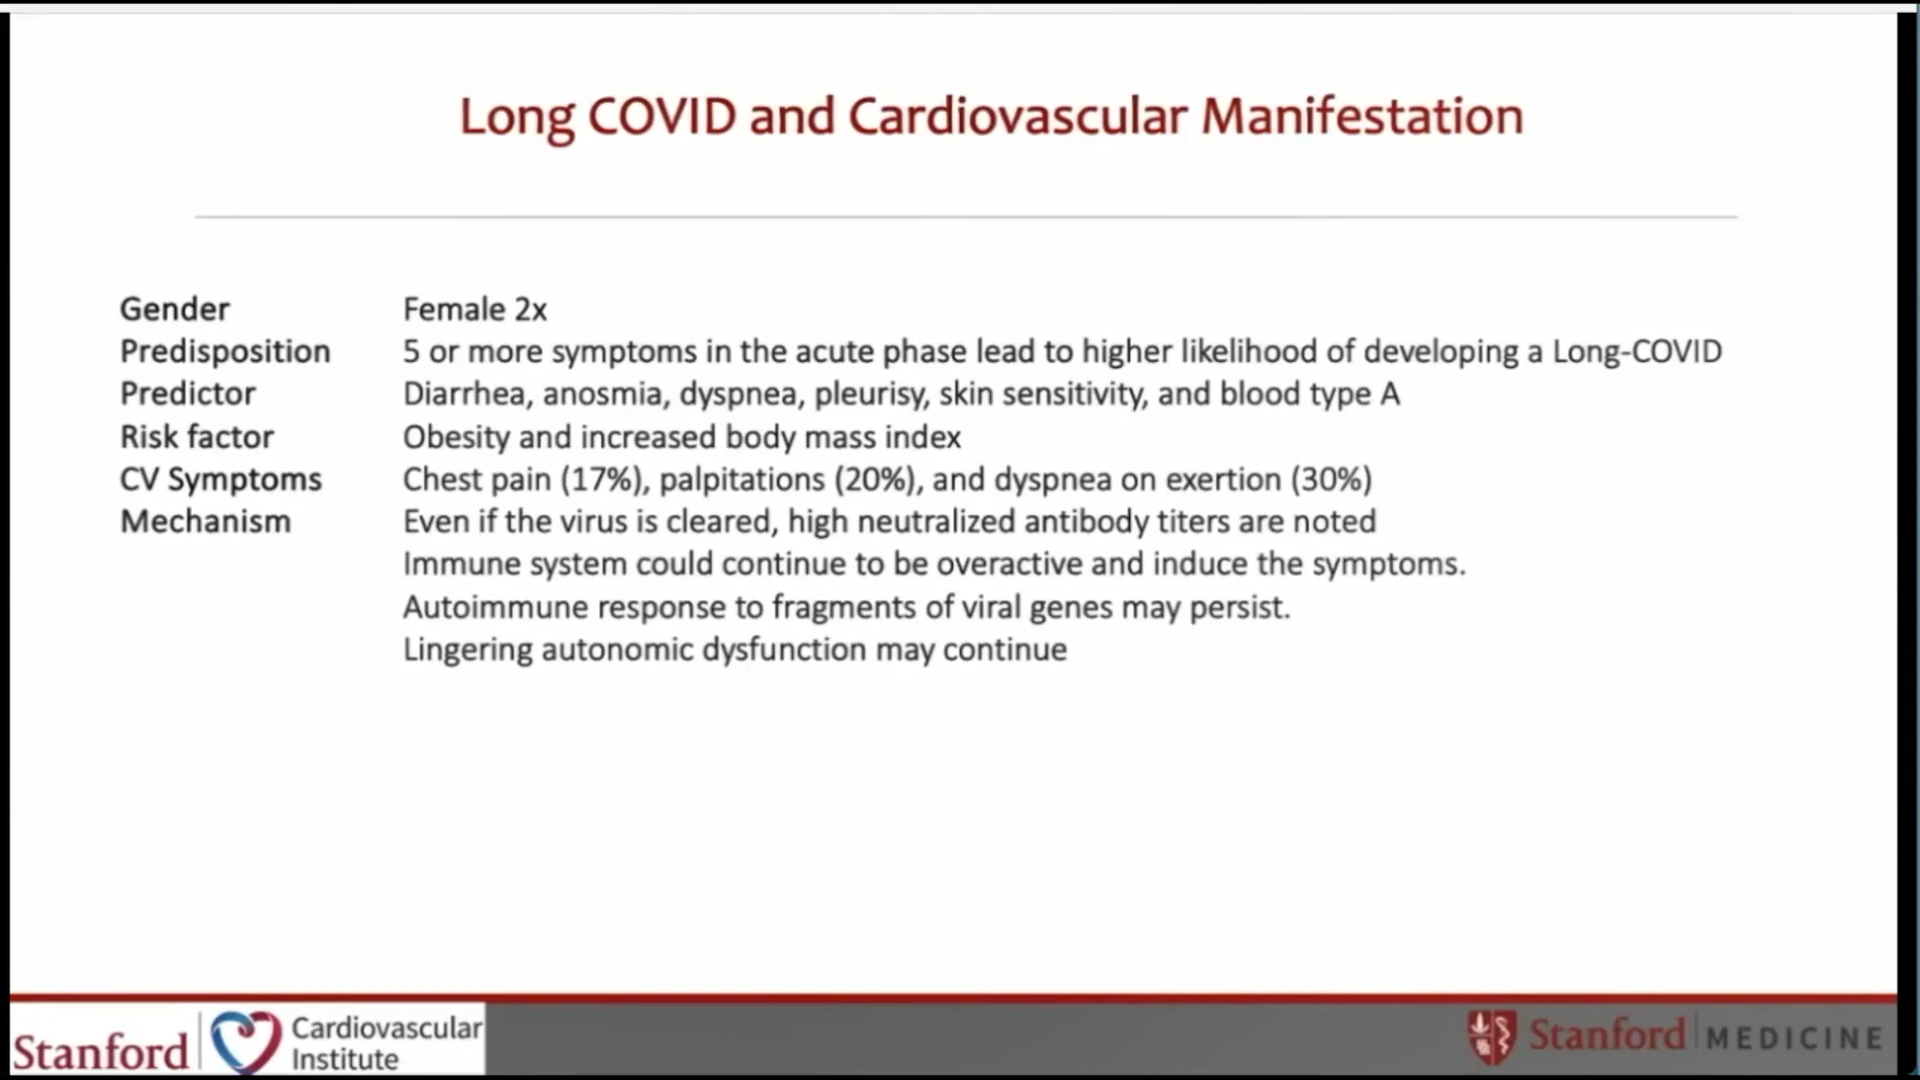 Long COVID and Cardiovascular Manifestation
Gender Female 2x
Predisposition 5 or more symptoms in the acute phase lead to higher likelihood of developing a Long-COVID
Predictor Diarrhea, anosmia, dyspnea, pleurisy, skin sensitivity, and blood type A
Risk factor Obesity and increased body mass index
CV Symptoms Chest pain (17%), palpitations (20%), and dyspnea on exertion (30%)
Mechanism Even if the virus is cleared, high neutralized antibody titers are noted
Immune system could continue to be overactive and induce the symptoms.
Autoimmune response to fragments of viral genes may persist.
Lingering autonomic dysfunction may continue
Stanford Cardiovascular
Institute
Stanford MEDICINE